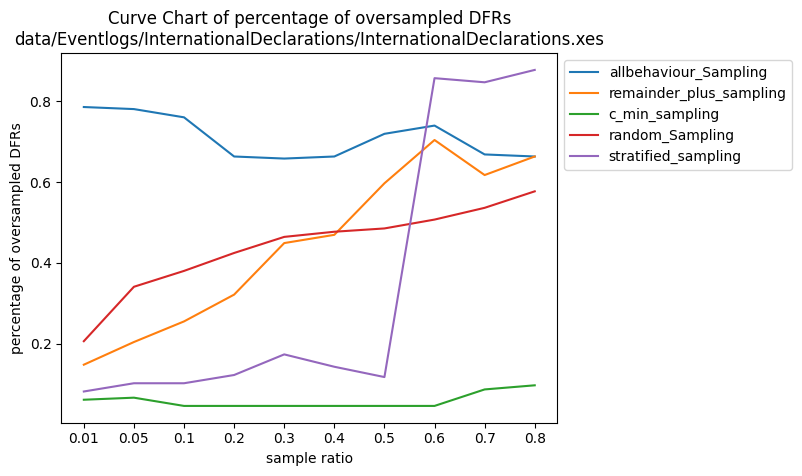 Curve Chart of percentage of oversampled DFRs
data/Eventlogs/InternationalDeclarations/InternationalDeclarations.xes
percentage of oversampled DFRs
0.8
0.6
0.4
0.2
0.01 0.05 0.1 0.2 0.3 0.4 0.5 0.6 0.7 0.8
sample ratio
allbehaviour_Sampling
remainder_plus_sampling
c_min_sampling
random_Sampling
stratified_sampling